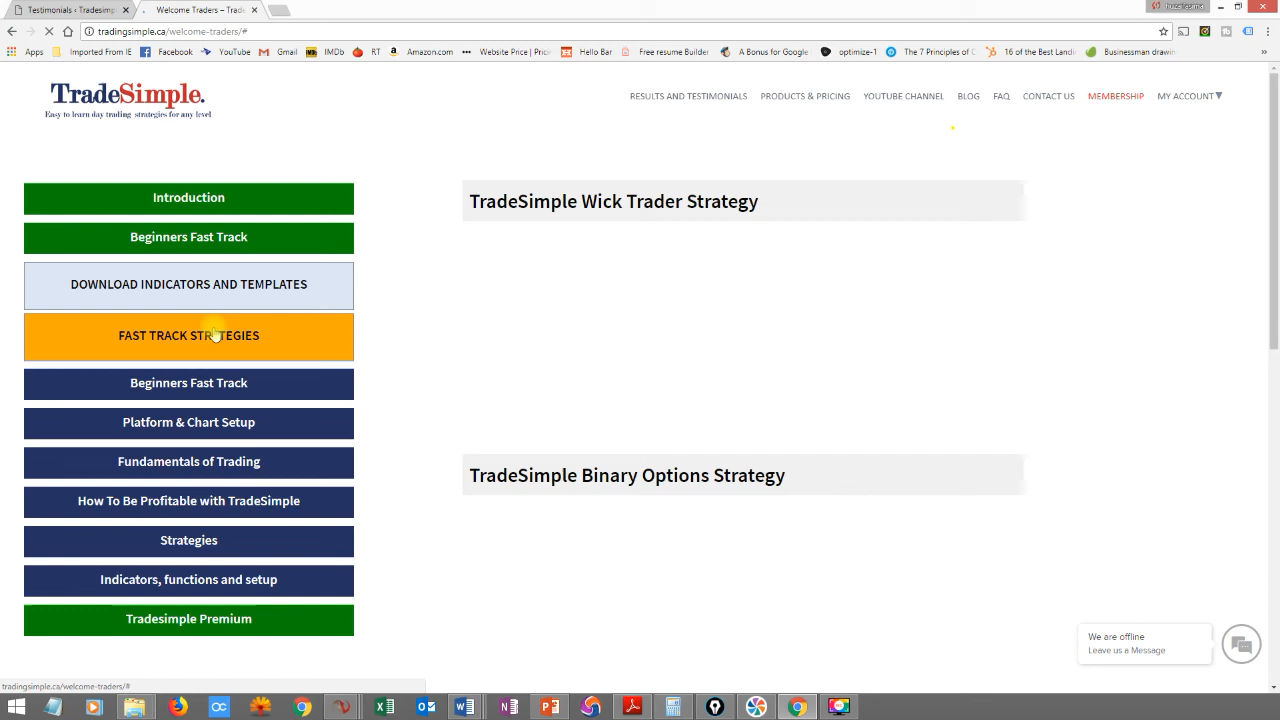 Testimonials ‹ Tradesimp
Welcome Traders – Trade
tradingsimple.ca/welcome-traders/#
Apps
Imported From IE
Facebook
YouTube
Gmail
IMDb
RT
Amazon.com
Website Price | Pric
Hello Bar
Free resume Builder
A Bonus for Google
optimize-1
The 7 Principles of C
16 of the Best Landi
Businessman drawin
TradeSimple.
Easy to learn day trading strategies for any level
RESULTS AND TESTIMONIALS
PRODUCTS & PRICING
YOUTUBE CHANNEL
BLOG
FAQ
CONTACT US
MEMBERSHIP
MY ACCOUNT
Introduction
Beginners Fast Track
DOWNLOAD INDICATORS AND TEMPLATES
FAST TRACK STRATEGIES
Beginners Fast Track
Platform & Chart Setup
Fundamentals of Trading
How To Be Profitable with TradeSimple
Strategies
Indicators, functions and setup
Tradesimple Premium
TradeSimple Wick Trader Strategy
TradeSimple Binary Options Strategy
We are offline
Leave us a Message
tradingsimple.ca/welcome-traders/#